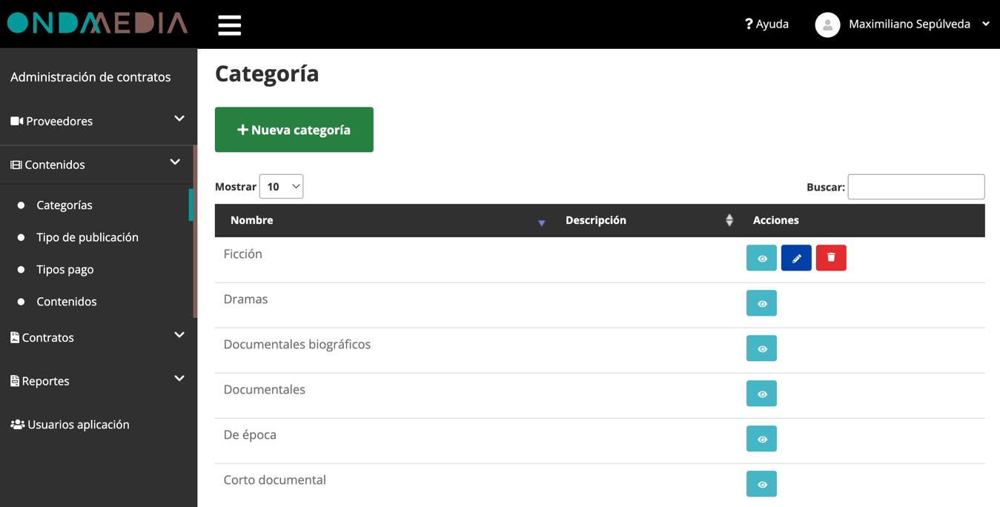 ONDAMEDIA
? Ayuda
Maximiliano Sepúlveda
Administración de contratos
Proveedores
Contenidos
Categorías
Tipo de publicación
Tipos pago
Contenidos
Contratos
Reportes
Usuarios aplicación
Categoría
+ Nueva categoría
Mostrar 10
Buscar:
Nombre Descripción Acciones
Ficción
Dramas
Documentales biográficos
Documentales
De época
Corto documental